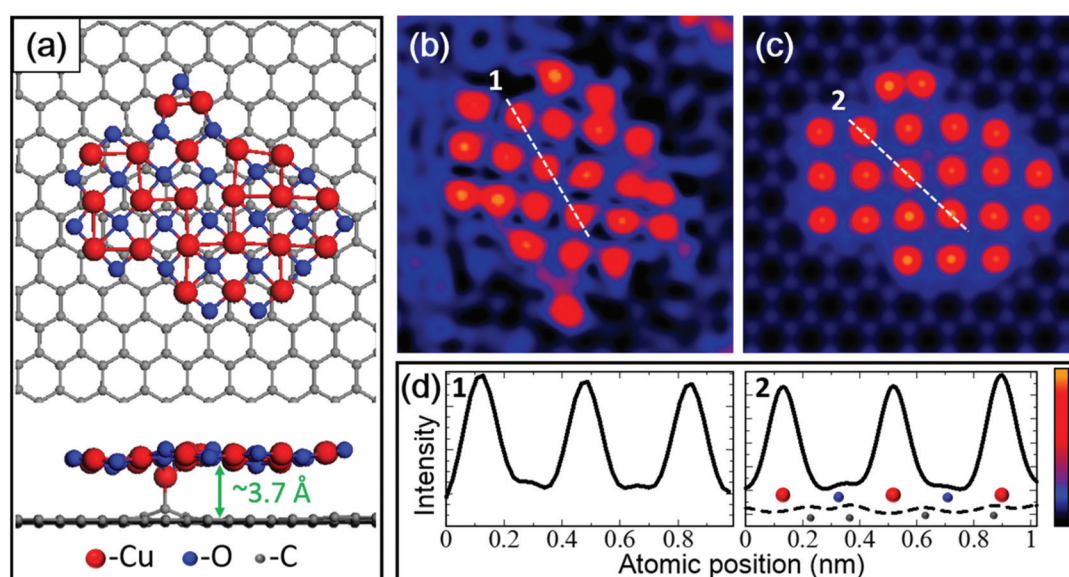 (a)
~3.7 Å
-Cu -O -C
(b)
1
(c)
2
(d)
1
2
Intensity
0 0.2 0.4 0.6 0.8 0 0.2 0.4 0.6 0.8 1
Atomic position (nm)